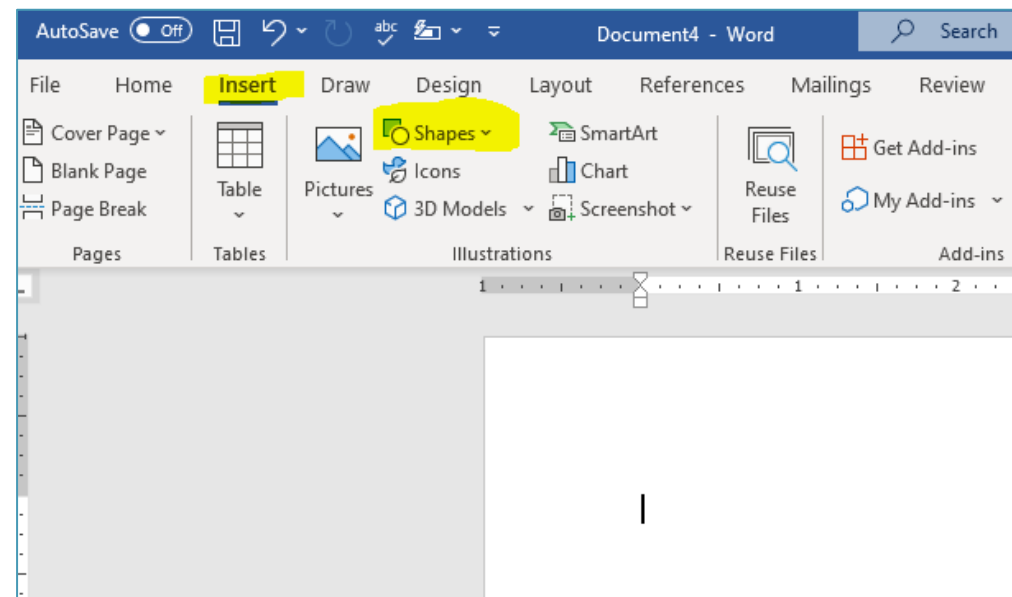 AutoSave Off abc Document4 - Word Search
File Home Insert Draw Design Layout References Mailings Review
Cover Page
Blank Page
Page Break
Pages
Table
Tables
Pictures
Shapes
Icons
3D Models
SmartArt
Chart
Screenshot
Illustrations
Reuse
Files
Reuse Files
Get Add-ins
My Add-ins
Add-ins
1 1 2